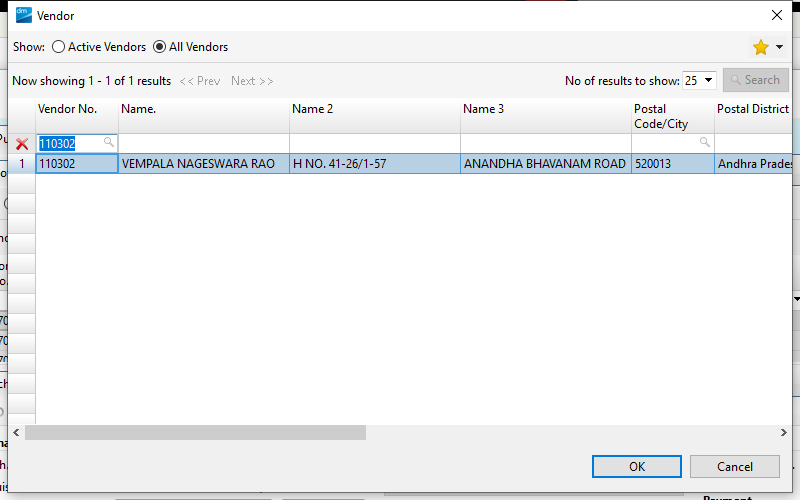 dm Vendor
Show: Active Vendors All Vendors
Now showing 1 - 1 of 1 results << Prev Next >> No of results to show: 25 Search
Vendor No. Name. Name 2 Name 3 Postal Code/City Postal District
110302
1 110302 VEMPALA NAGESWARA RAO H NO. 41-26/1-57 ANANDHA BHAVANAM ROAD 520013 Andhra Prades
OK Cancel